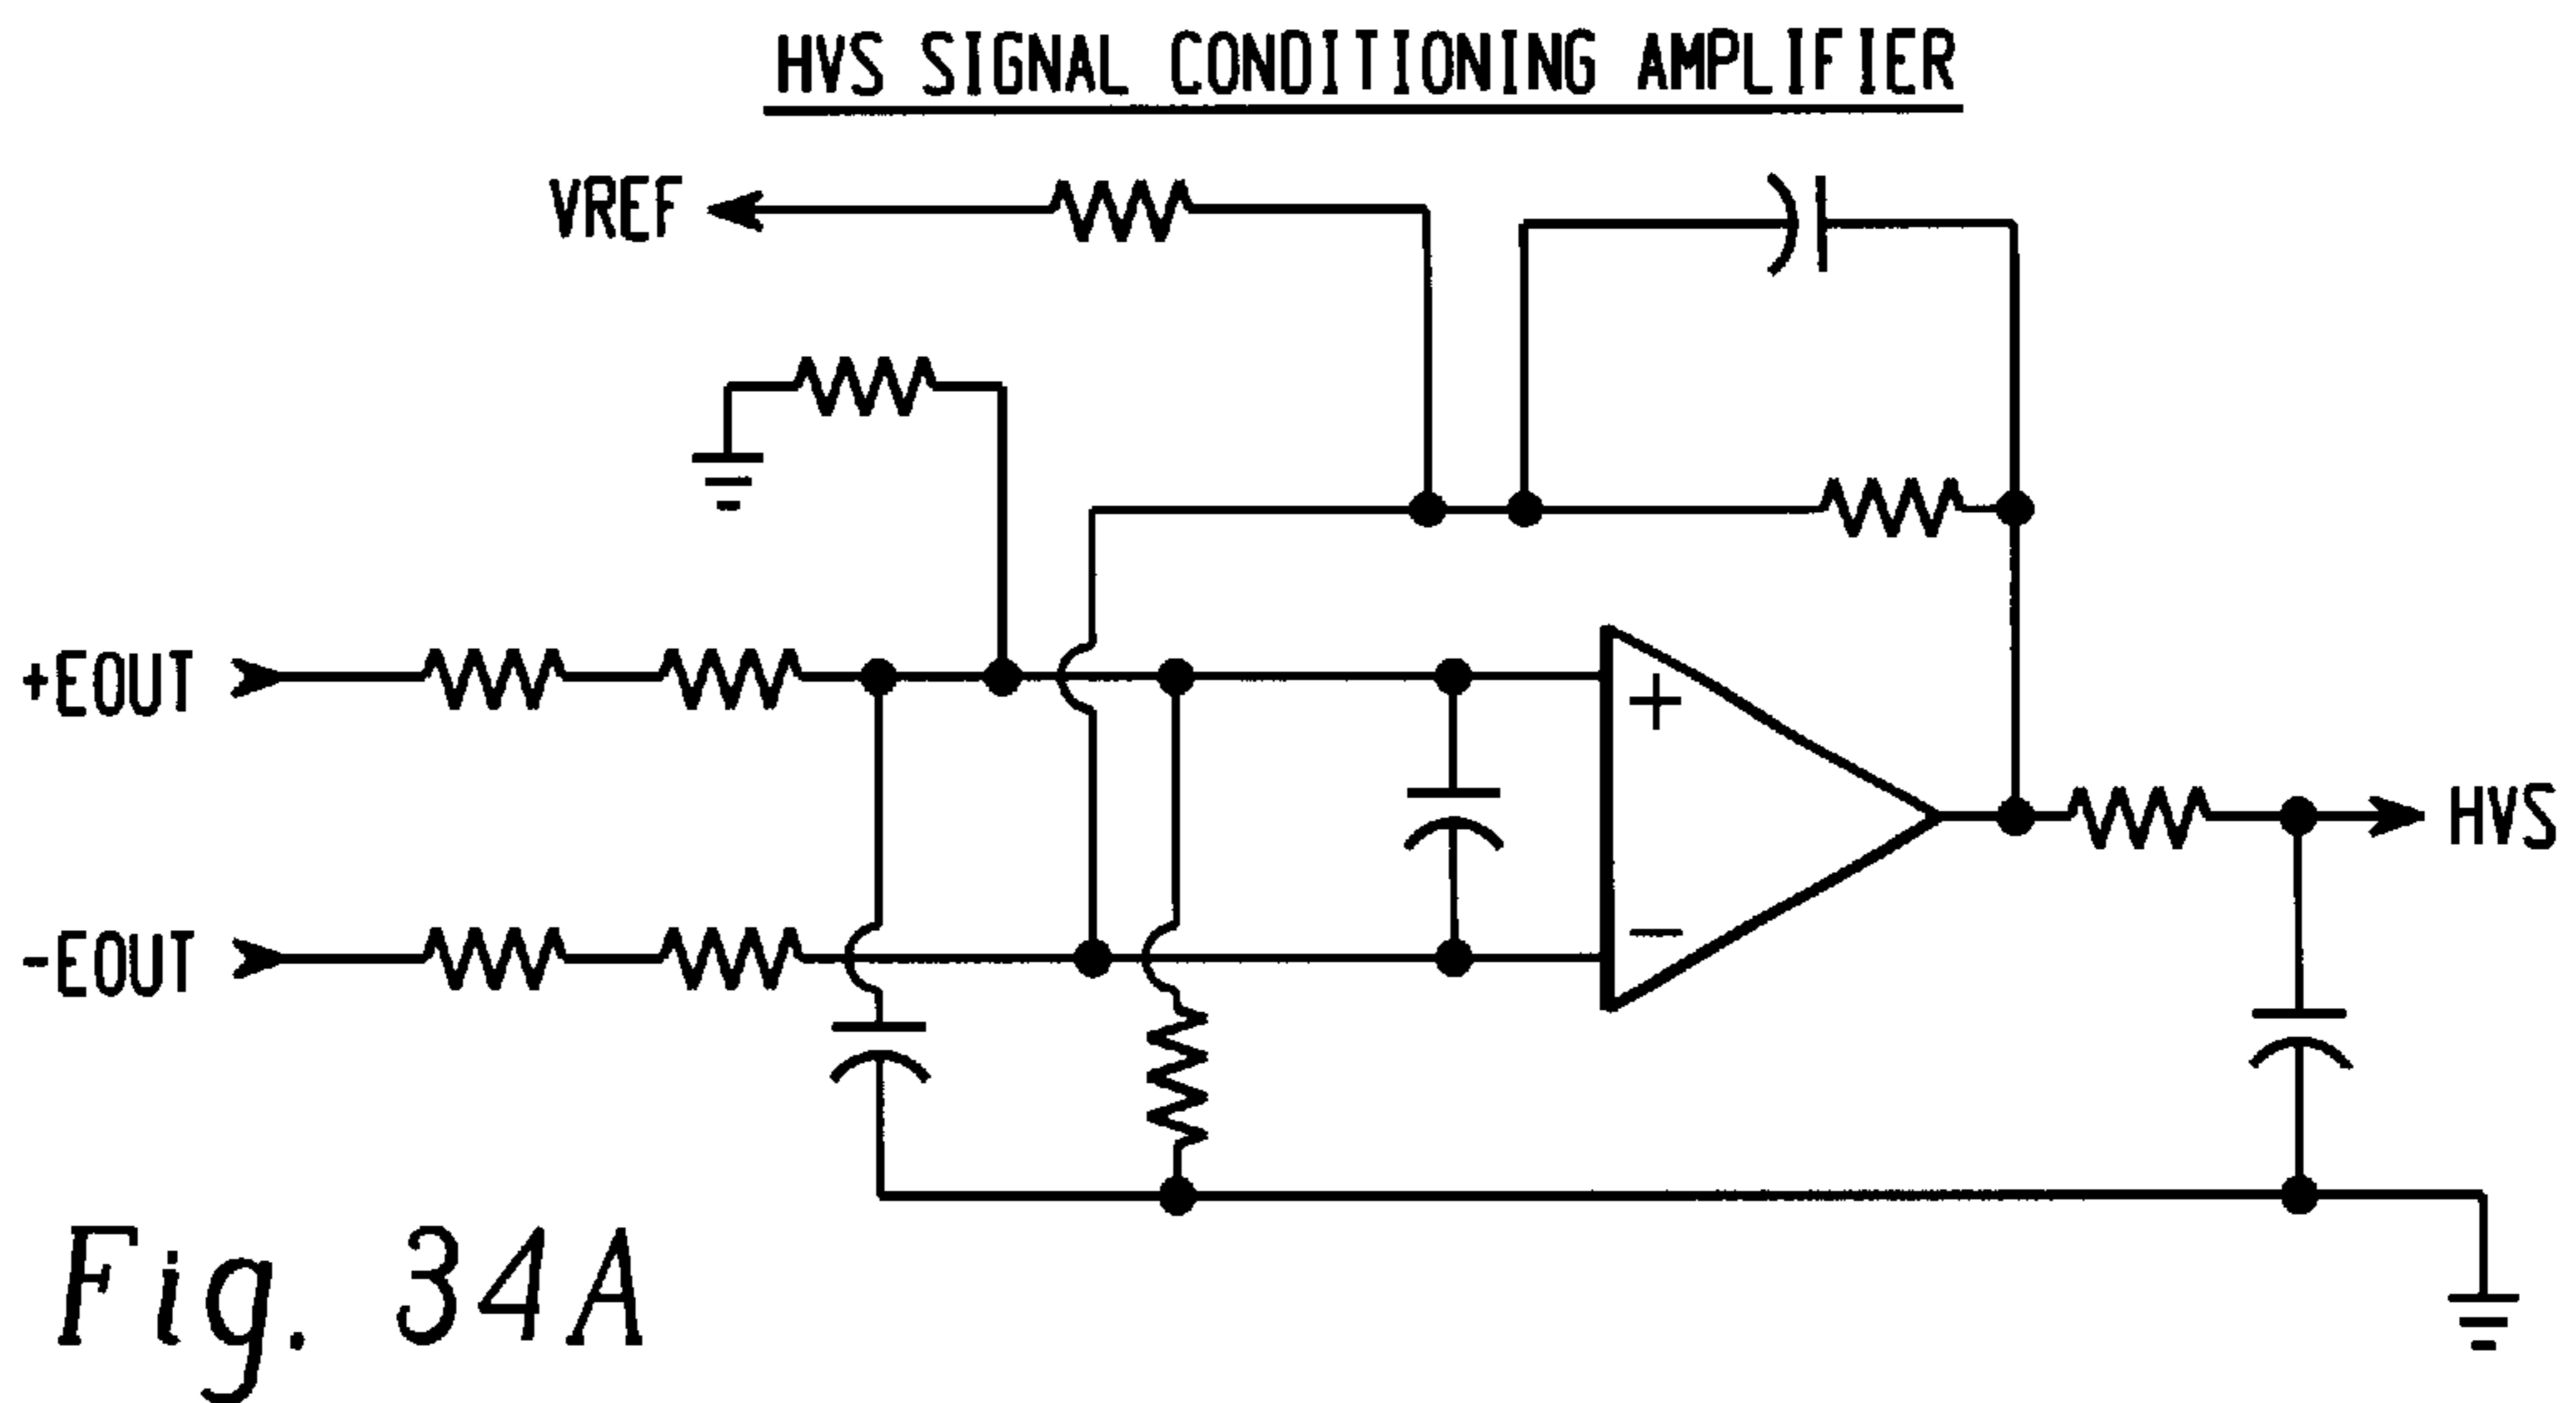 HVS SIGNAL CONDITIONING AMPLIFIER
VREF
+EOUT
+
HVS
-EOUT
−
Fig. 34A